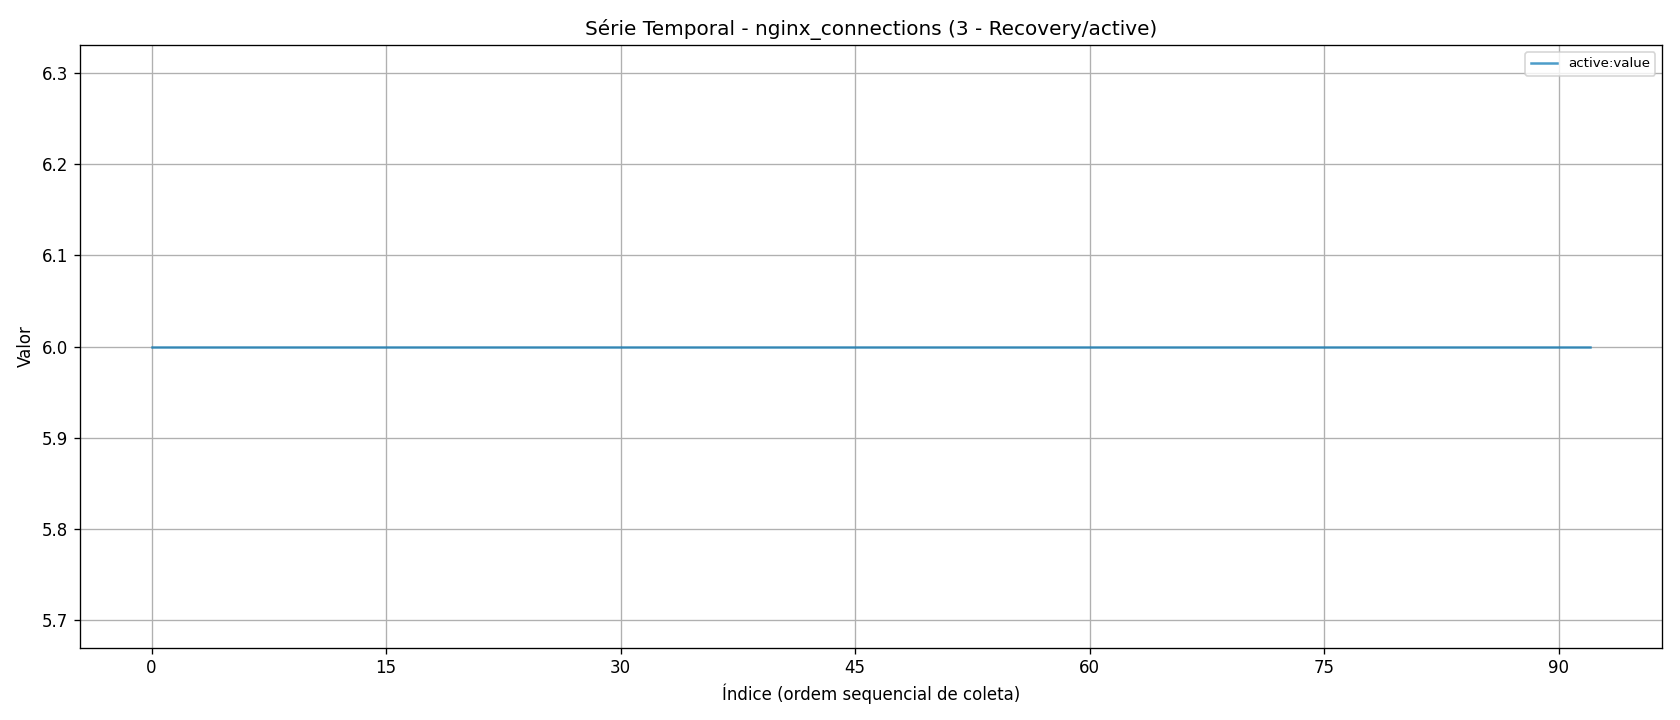 Série Temporal - nginx_connections (3 - Recovery/active)
active:value
6.3
6.2
6.1
6.0
5.9
5.8
5.7
Valor
0 15 30 45 60 75 90
Índice (ordem sequencial de coleta)